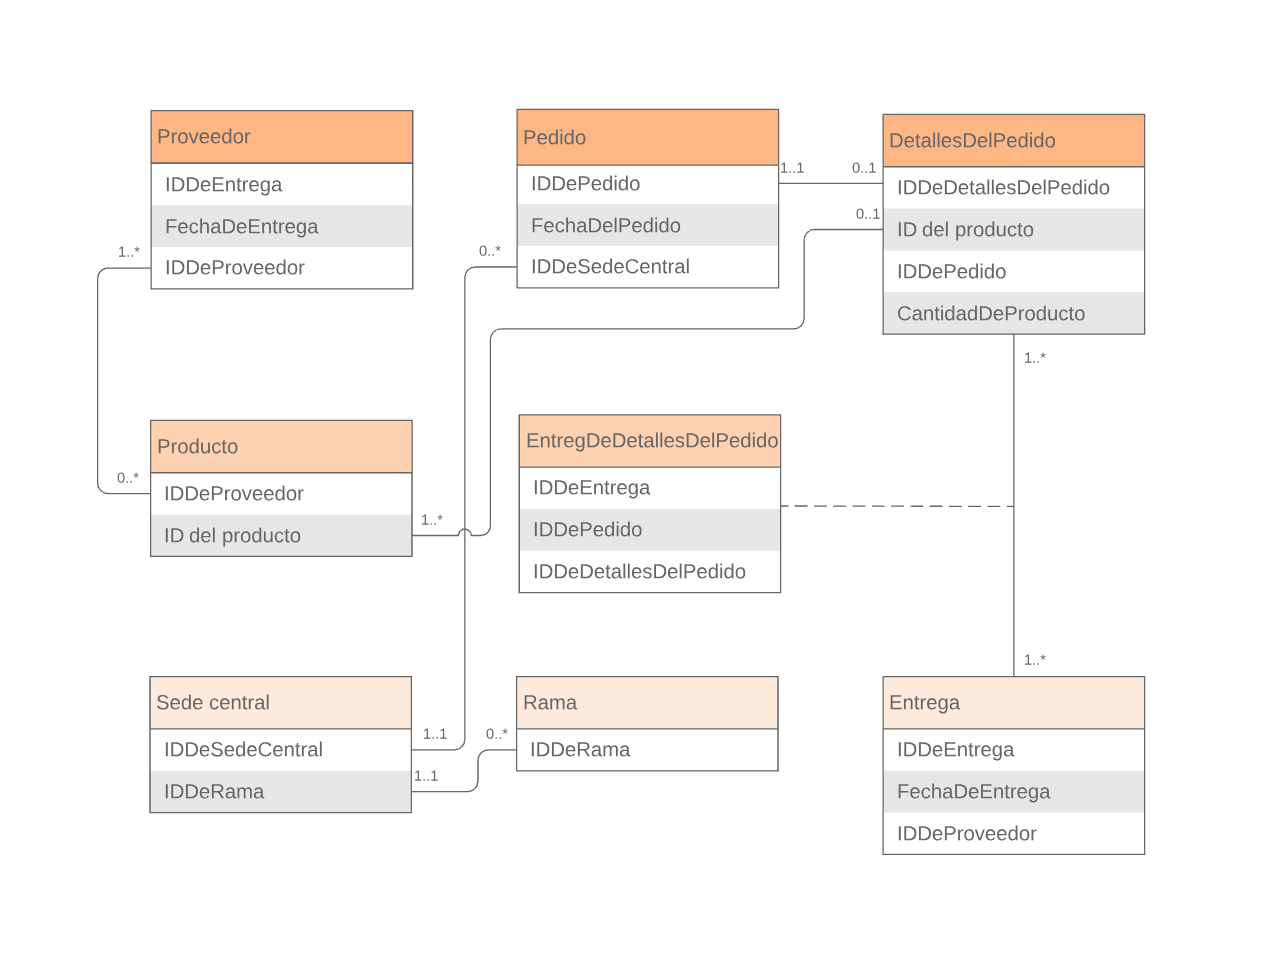 Proveedor
IDDeEntrega
FechaDeEntrega
IDDeProveedor
1..*
Pedido
IDDePedido
FechaDelPedido
IDDeSedeCentral
1..1
0..1
0..1
0..*
DetallesDelPedido
IDDeDetallesDelPedido
ID del producto
IDDePedido
CantidadDeProducto
1..*
Producto
IDDeProveedor
ID del producto
0..*
1..*
EntregDeDetallesDelPedido
IDDeEntrega
IDDePedido
IDDeDetallesDelPedido
Sede central
IDDeSedeCentral
IDDeRama
1..1
1..1
0..*
Rama
IDDeRama
1..*
Entrega
IDDeEntrega
FechaDeEntrega
IDDeProveedor